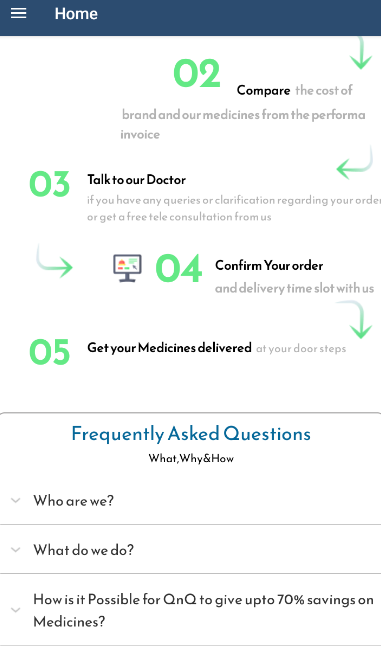 Home
02
Compare the cost of
brand and our medicines from the performa
invoice
03
Talk to our Doctor
if you have any queries or clarification regarding your order
or get a free tele consultation from us
04
Confirm Your order
and delivery time slot with us
05
Get your Medicines delivered at your door steps
Frequently Asked Questions
What,Why&How
Who are we?
What do we do?
How is it Possible for QnQ to give upto 70% savings on
Medicines?